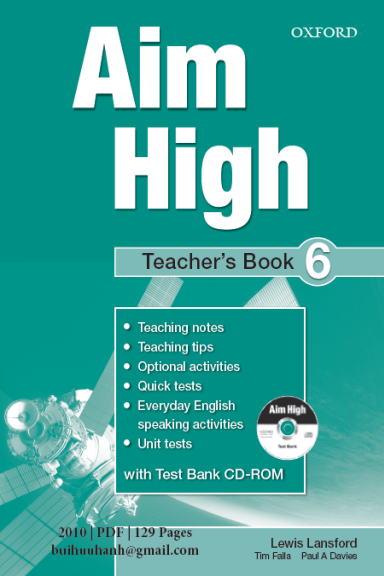 OXFORD
Aim
High
Teacher's Book 6
• Teaching notes
• Teaching tips
• Optional activities
• Quick tests
• Everyday English
speaking activities
• Unit tests
Aim High
Test Bank
with Test Bank CD-ROM
2010 | PDF | 129 Pages
buihuuhanh@gmail.com
Lewis Lansford
Tim Falla Paul A Davies